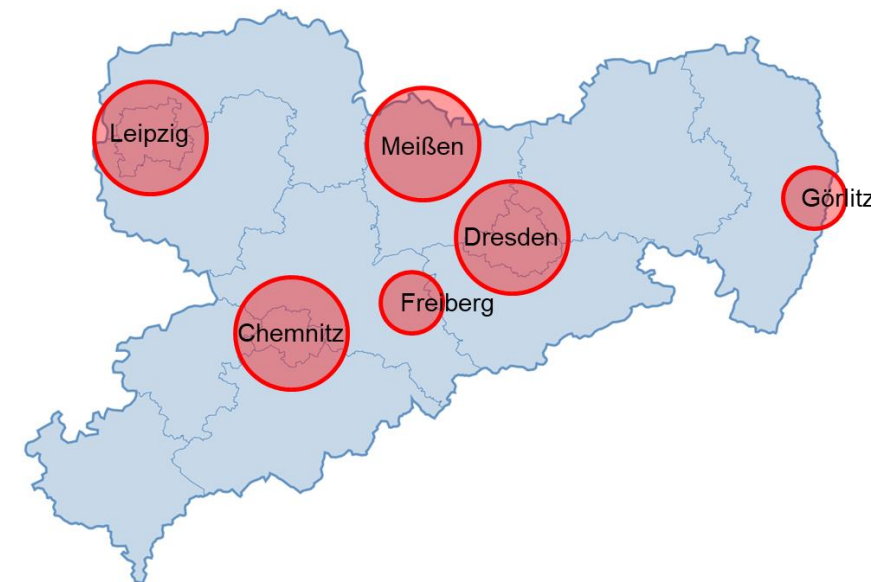 Leipzig
Meißen
Görlitz
Dresden
Freiberg
Chemnitz